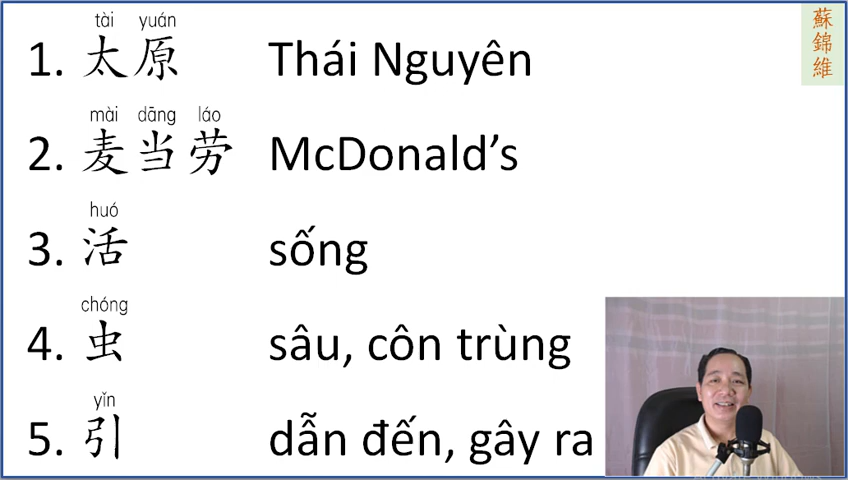 tài yuán
1. 太原 Thái Nguyên
mài dāng láo
2. 麦当劳 McDonald’s
huó
3. 活 sống
chóng
4. 虫 sâu, côn trùng
yǐn
5. 引 dẫn đến, gây ra
蘇錦維